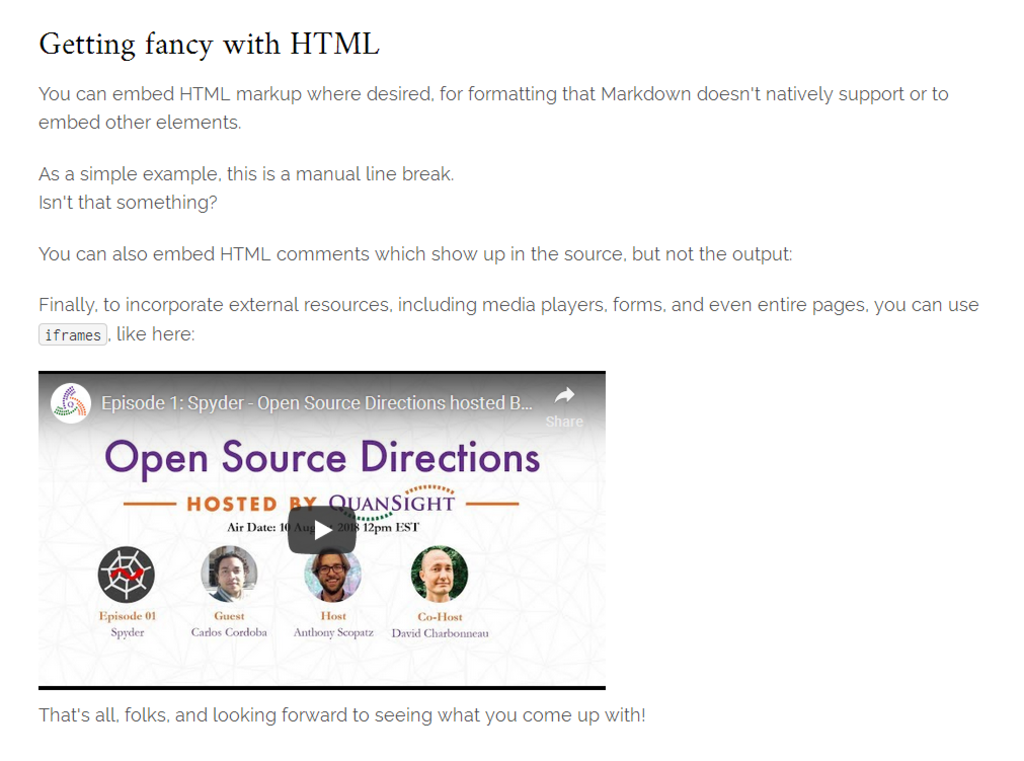 Getting fancy with HTML
You can embed HTML markup where desired, for formatting that Markdown doesn't natively support or to
embed other elements.
As a simple example, this is a manual line break.
Isn't that something?
You can also embed HTML comments which show up in the source, but not the output:
Finally, to incorporate external resources, including media players, forms, and even entire pages, you can use
iframes, like here:
Episode 1: Spyder - Open Source Directions hosted B...
Share
Open Source Directions
HOSTED BY QUANSIGHT
Air Date: 10 2018 12pm EST
Episode 01 Guest Host Co-Host
Spyder Carlos Cordoba Anthony Scopatz David Charbonneau
That's all, folks, and looking forward to seeing what you come up with!